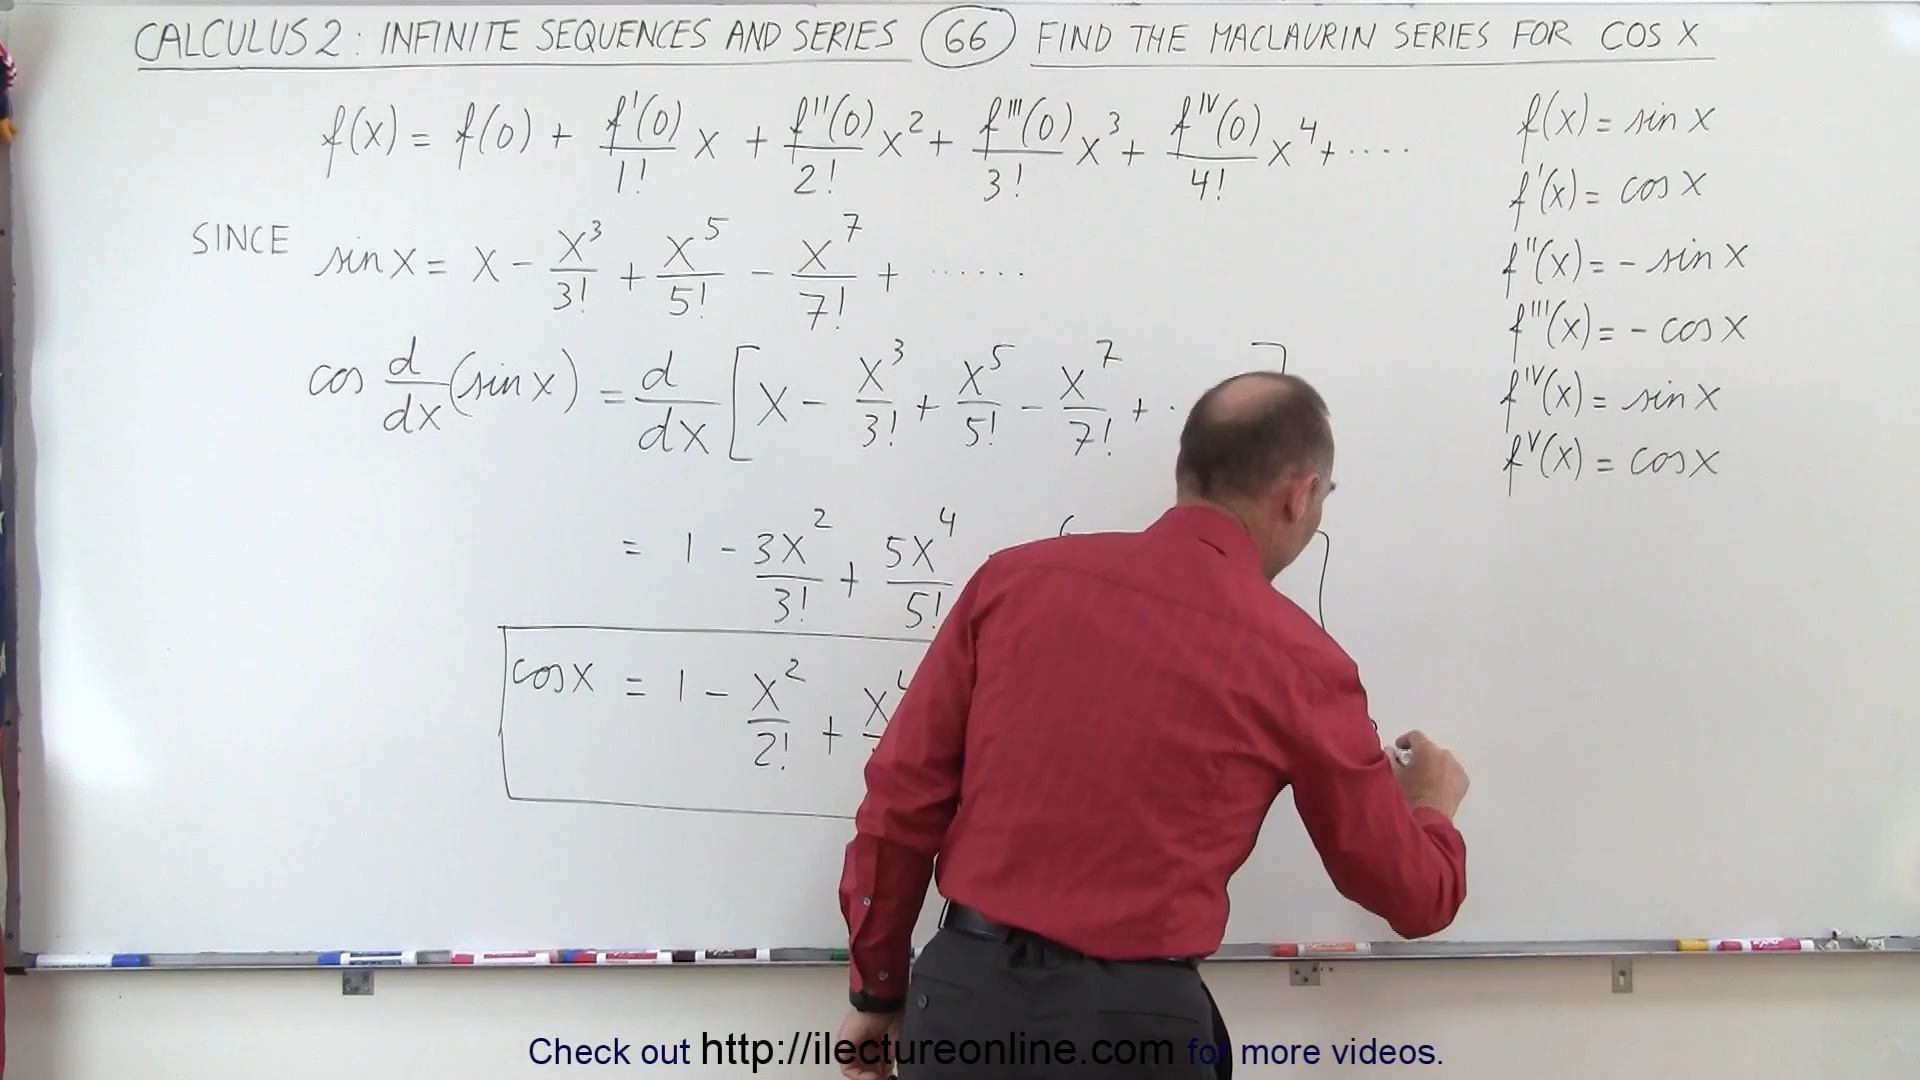 CALCULUS 2: INFINITE SEQUENCES AND SERIES 66 FIND THE MACLAURIN SERIES FOR COS X
f(x) = f(0) + f'(0)/1! x + f''(0)/2! x² + f'''(0)/3! x³ + f^IV(0)/4! x⁴ + ....
SINCE sin x = x - x³/3! + x⁵/5! - x⁷/7! + ......
cos d/dx (sin x) = d/dx [x - x³/3! + x⁵/5! - x⁷/7! + . ]
= 1 - 3x²/3! + 5x⁴/5!
cos x = 1 - x²/2! + x⁴
f(x) = sin x
f'(x) = cos x
f''(x) = - sin x
f'''(x) = - cos x
f^IV(x) = sin x
f^V(x) = cos x
Check out http://ilectureonline.com for more videos.